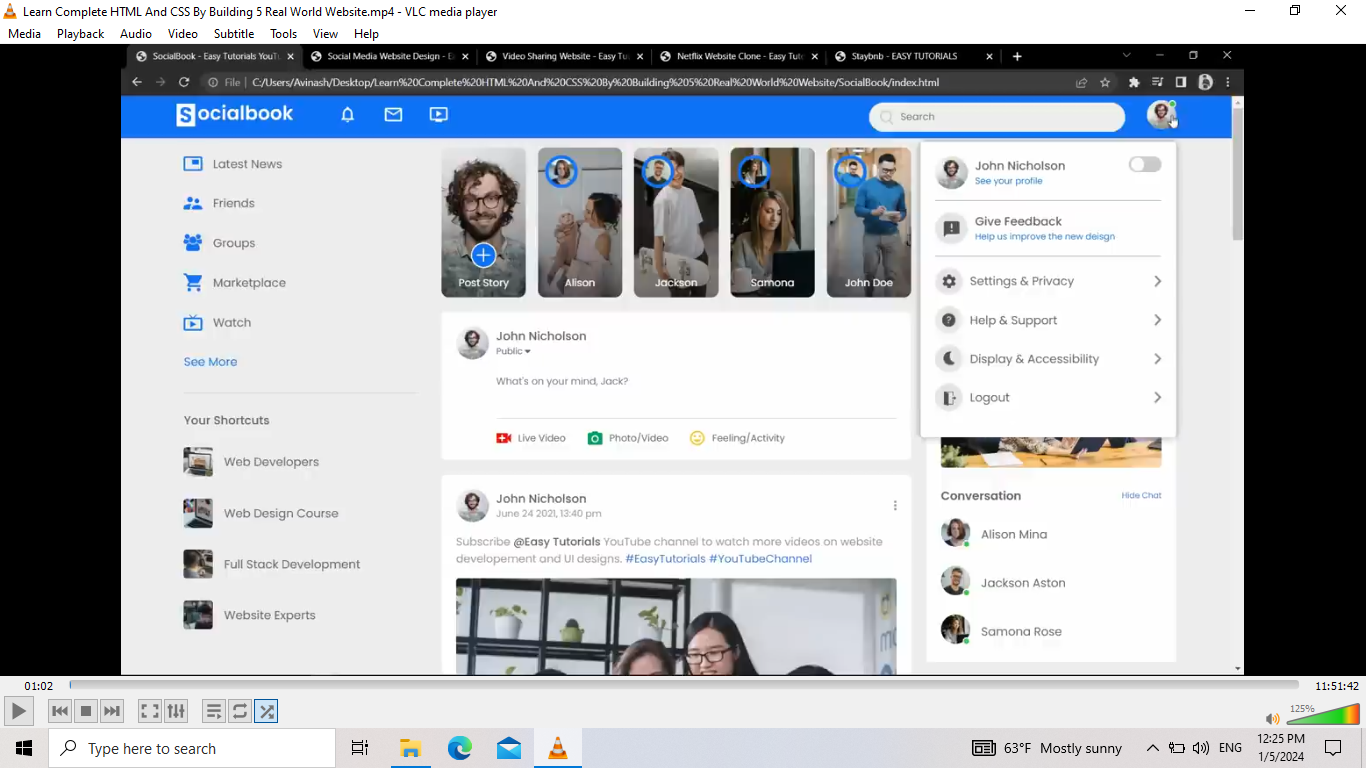 Learn Complete HTML And CSS By Building 5 Real World Website.mp4 - VLC media player
Media Playback Audio Video Subtitle Tools View Help
SocialBook - Easy Tutorials YouT
Social Media Website Design - E
Video Sharing Website - Easy Tu
Netflix Website Clone - Easy Tut
Staybnb - EASY TUTORIALS
File
C:/Users/Avinash/Desktop/Learn%20Complete%20HTML%20And%20CSS%20By%20Building%205%20Real%20World%20Website/SocialBook/index.html
Socialbook
Search
Latest News
Friends
Groups
Marketplace
Watch
See More
Your Shortcuts
Web Developers
Web Design Course
Full Stack Development
Website Experts
Post Story
Alison
Jackson
Samona
John Doe
John Nicholson
Public
What's on your mind, Jack?
Live Video
Photo/Video
Feeling/Activity
John Nicholson
June 24 2021, 13:40 pm
Subscribe @Easy Tutorials YouTube channel to watch more videos on website
developement and UI designs. #EasyTutorials #YouTubeChannel
John Nicholson
See your profile
Give Feedback
Help us improve the new deisgn
Settings & Privacy
Help & Support
Display & Accessibility
Logout
Conversation
Hide Chat
Alison Mina
Jackson Aston
Samona Rose
01:02
11:51:42
125%
Type here to search
63°F Mostly sunny
ENG
12:25 PM
1/5/2024